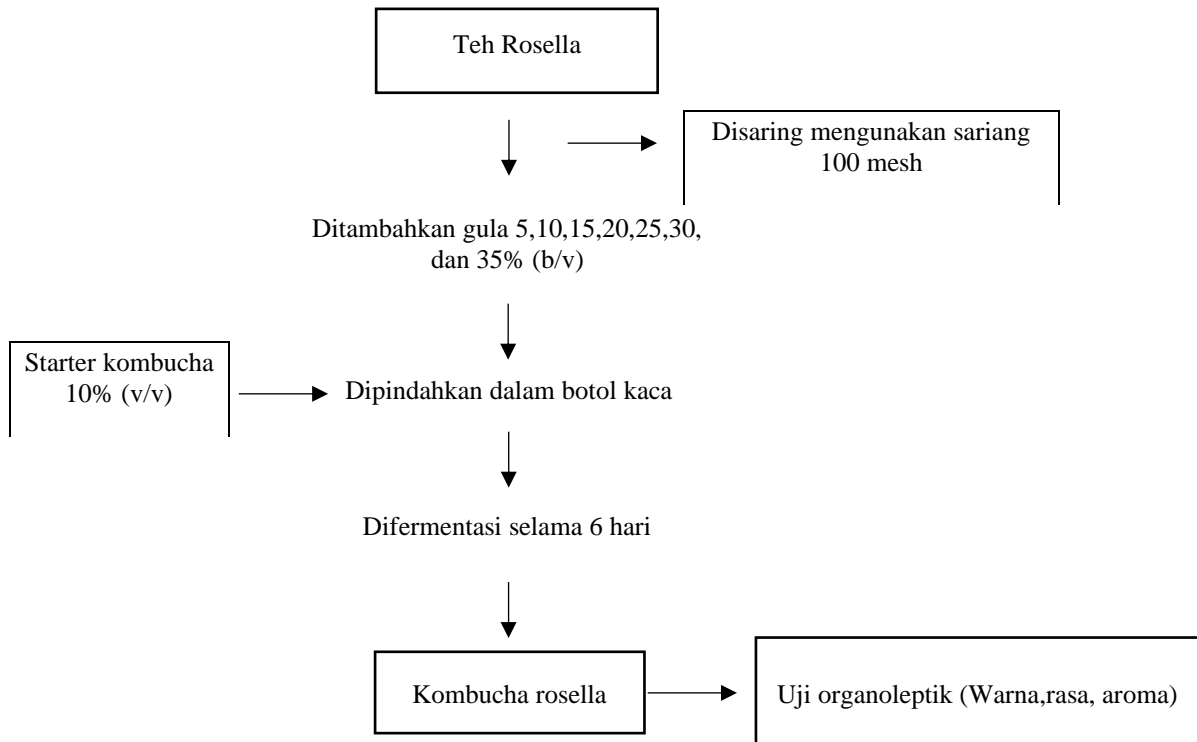 Teh Rosella
Disaring mengunakan sariang
100 mesh
Ditambahkan gula 5,10,15,20,25,30,
dan 35% (b/v)
Starter kombucha
10% (v/v)
Dipindahkan dalam botol kaca
Difermentasi selama 6 hari
Kombucha rosella
Uji organoleptik (Warna,rasa, aroma)